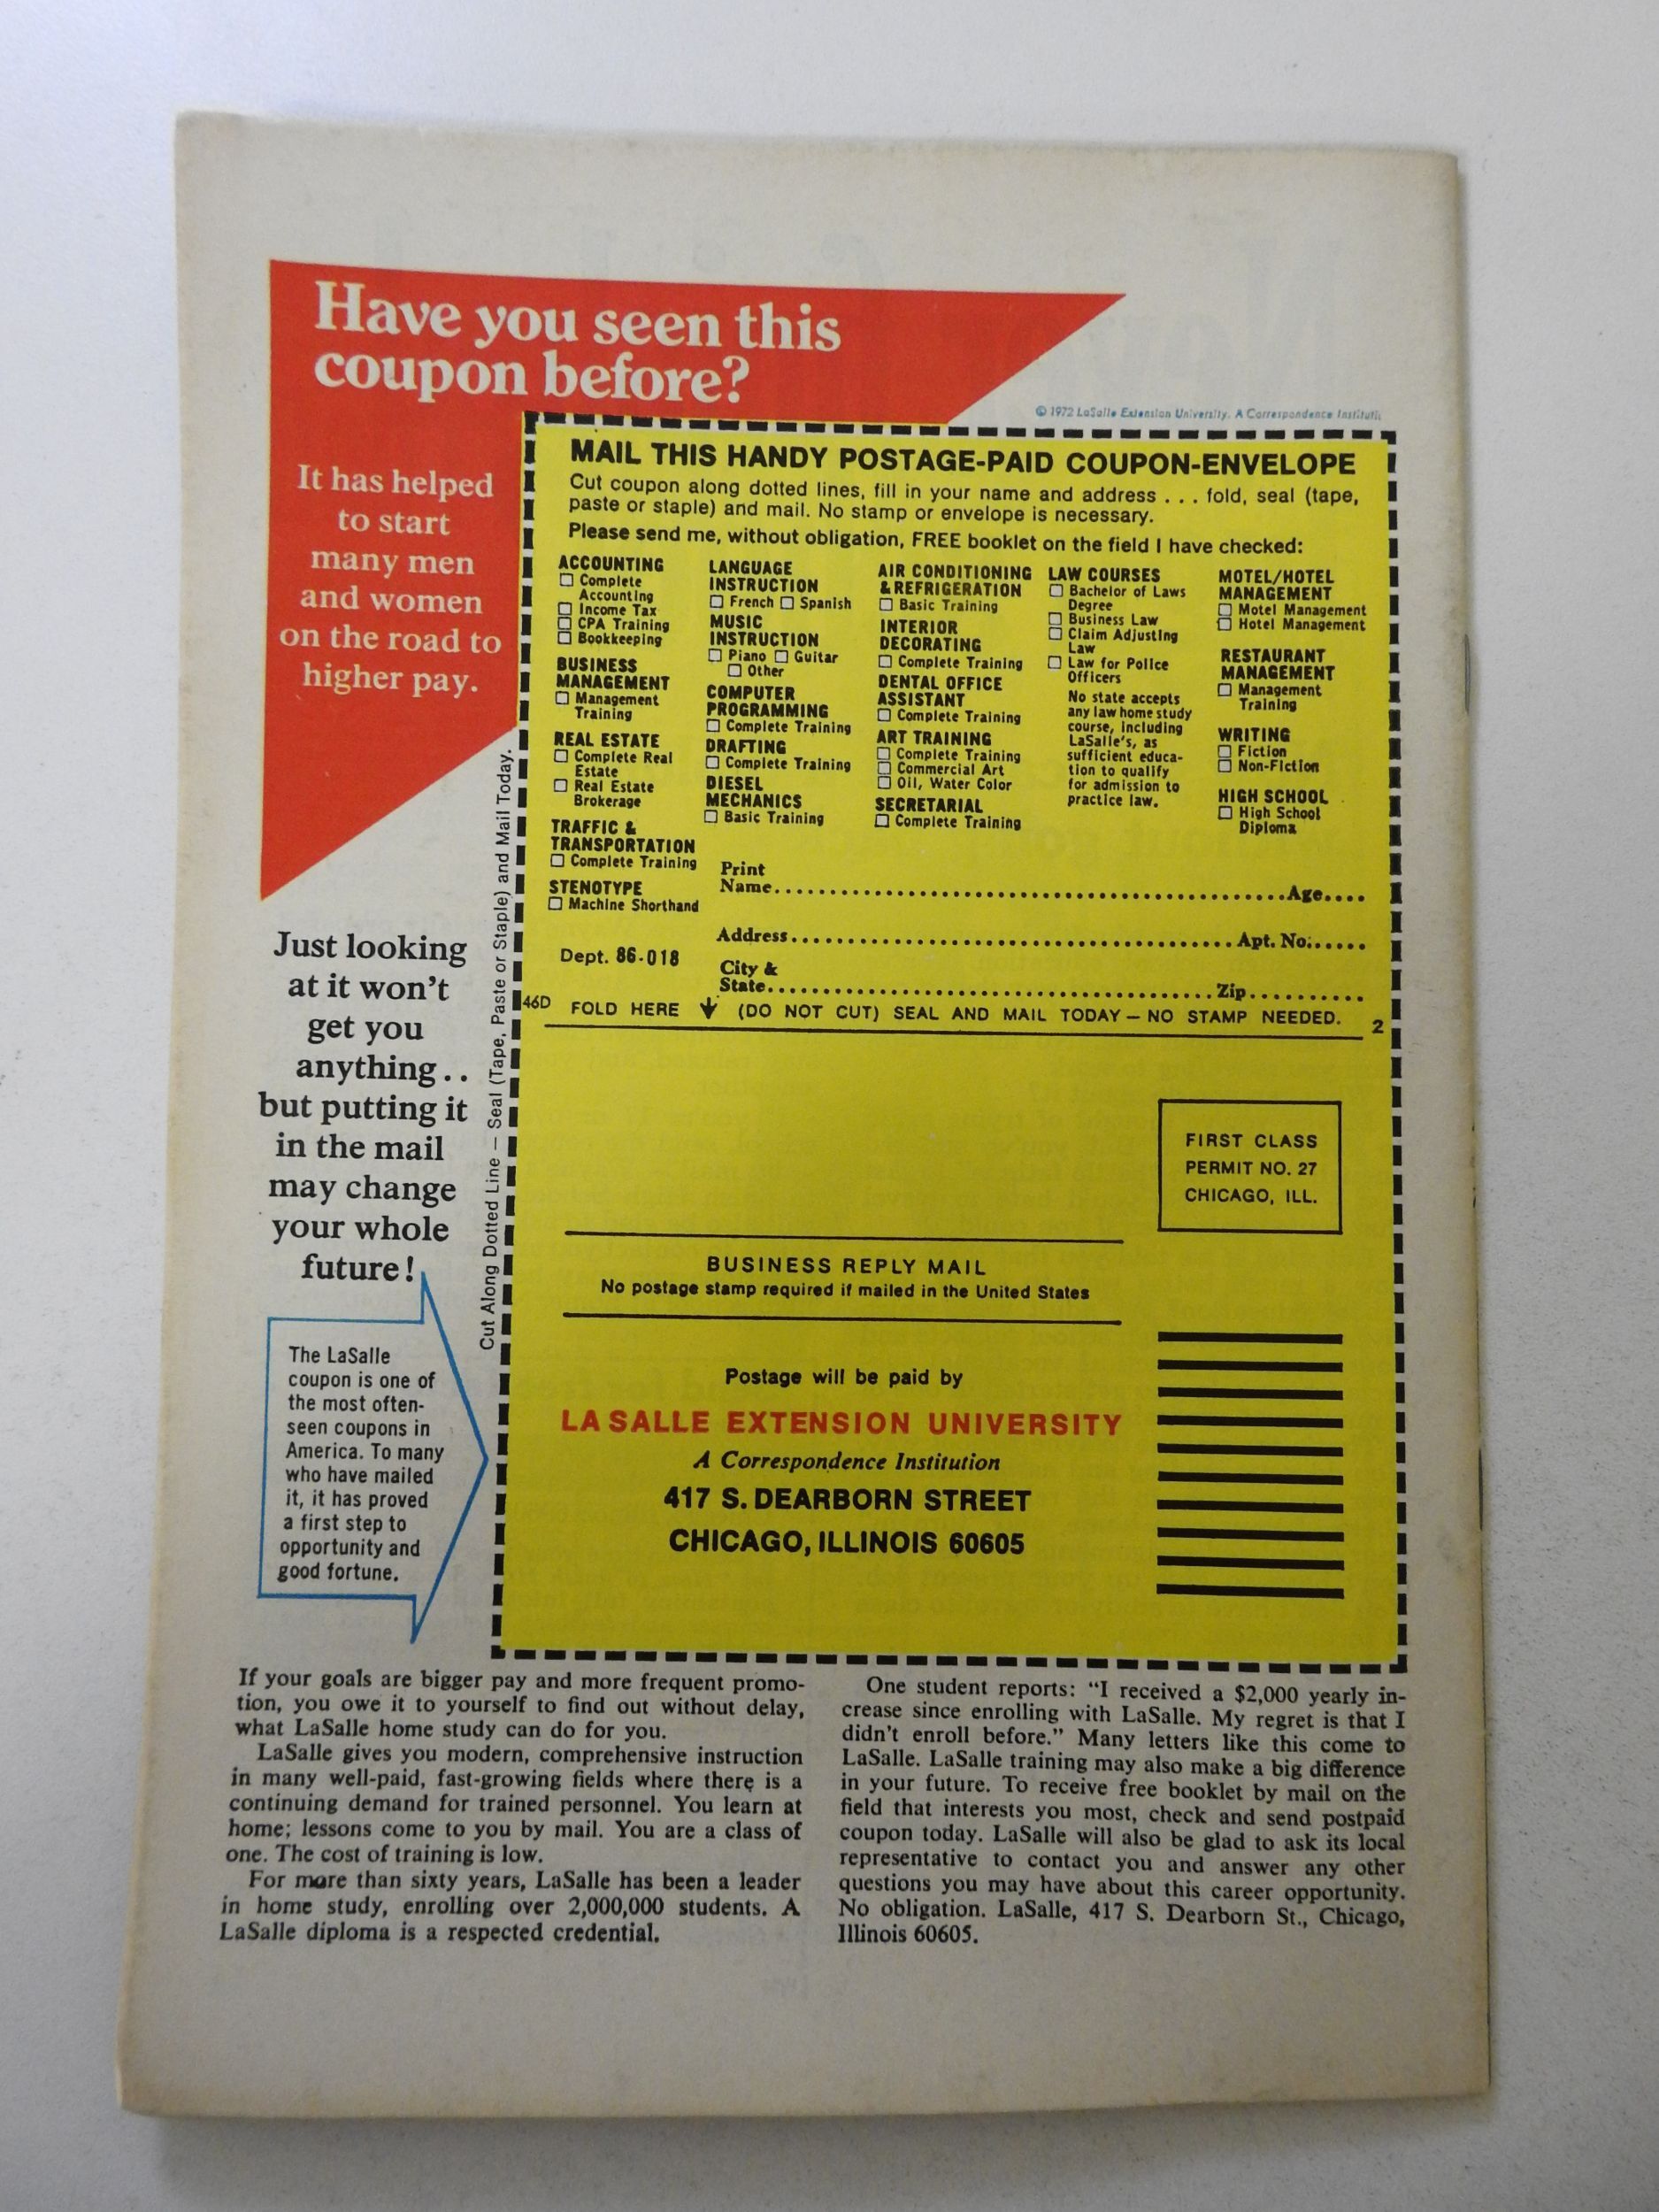 Have you seen this
coupon before?
It has helped
to start
many men
and women
on the road to
higher pay.
© 1972 LaSalle Extension University. A Correspondence
MAIL THIS HANDY POSTAGE-PAID COUPON-ENVELOPE
Cut coupon along dotted lines, fill in your name and address . . . fold, seal (tape,
paste or staple) and mail. No stamp or envelope is necessary.
Please send me, without obligation, FREE booklet on the field I have checked:
ACCOUNTING
☐ Complete
Accounting
☐ Income Tax
☐ CPA Training
☐ Bookkeeping
BUSINESS
MANAGEMENT
☐ Management
Training
REAL ESTATE
☐ Complete Real
Estate
☐ Real Estate
Brokerage
TRAFFIC &
TRANSPORTATION
☐ Complete Training
STENOTYPE
☐ Machine Shorthand
LANGUAGE
INSTRUCTION
☐ French ☐ Spanish
MUSIC
INSTRUCTION
☐ Piano ☐ Guitar
☐ Other
COMPUTER
PROGRAMMING
☐ Complete Training
DRAFTING
☐ Complete Training
DIESEL
MECHANICS
☐ Basic Training
AIR CONDITIONING
& REFRIGERATION
☐ Basic Training
INTERIOR
DECORATING
☐ Complete Training
DENTAL OFFICE
ASSISTANT
☐ Complete Training
ART TRAINING
☐ Complete Training
☐ Commercial Art
☐ Oil, Water Color
SECRETARIAL
☐ Complete Training
LAW COURSES
☐ Bachelor of Laws
Degree
☐ Business Law
☐ Claim Adjusting
Law
☐ Law for Police
Officers
No state accepts
any law home study
course, including
LaSalle's, as
sufficient educa-
tion to qualify
for admission to
practice law.
MOTEL/HOTEL
MANAGEMENT
☐ Motel Management
☐ Hotel Management
RESTAURANT
MANAGEMENT
☐ Management
Training
WRITING
☐ Fiction
☐ Non-Fiction
HIGH SCHOOL
☐ High School
Diploma
Print
Name.......... Age....
Address.......... Apt. No......
Dept. 86-018
City &
State.......... Zip..........
46D FOLD HERE ↓ (DO NOT CUT) SEAL AND MAIL TODAY — NO STAMP NEEDED. 2
Cut Along Dotted Line — Seal (Tape, Paste or Staple) and Mail Today.
Just looking
at it won't
get you
anything..
but putting it
in the mail
may change
your whole
future!
The LaSalle
coupon is one of
the most often-
seen coupons in
America. To many
who have mailed
it, it has proved
a first step to
opportunity and
good fortune.
FIRST CLASS
PERMIT NO. 27
CHICAGO, ILL.
BUSINESS REPLY MAIL
No postage stamp required if mailed in the United States
Postage will be paid by
LA SALLE EXTENSION UNIVERSITY
A Correspondence Institution
417 S. DEARBORN STREET
CHICAGO, ILLINOIS 60605
If your goals are bigger pay and more frequent promo-
tion, you owe it to yourself to find out without delay,
what LaSalle home study can do for you.
LaSalle gives you modern, comprehensive instruction
in many well-paid, fast-growing fields where there is a
continuing demand for trained personnel. You learn at
home; lessons come to you by mail. You are a class of
one. The cost of training is low.
For more than sixty years, LaSalle has been a leader
in home study, enrolling over 2,000,000 students. A
LaSalle diploma is a respected credential.
One student reports: "I received a $2,000 yearly in-
crease since enrolling with LaSalle. My regret is that I
didn't enroll before." Many letters like this come to
LaSalle. LaSalle training may also make a big difference
in your future. To receive free booklet by mail on the
field that interests you most, check and send postpaid
coupon today. LaSalle will also be glad to ask its local
representative to contact you and answer any other
questions you may have about this career opportunity.
No obligation. LaSalle, 417 S. Dearborn St., Chicago,
Illinois 60605.